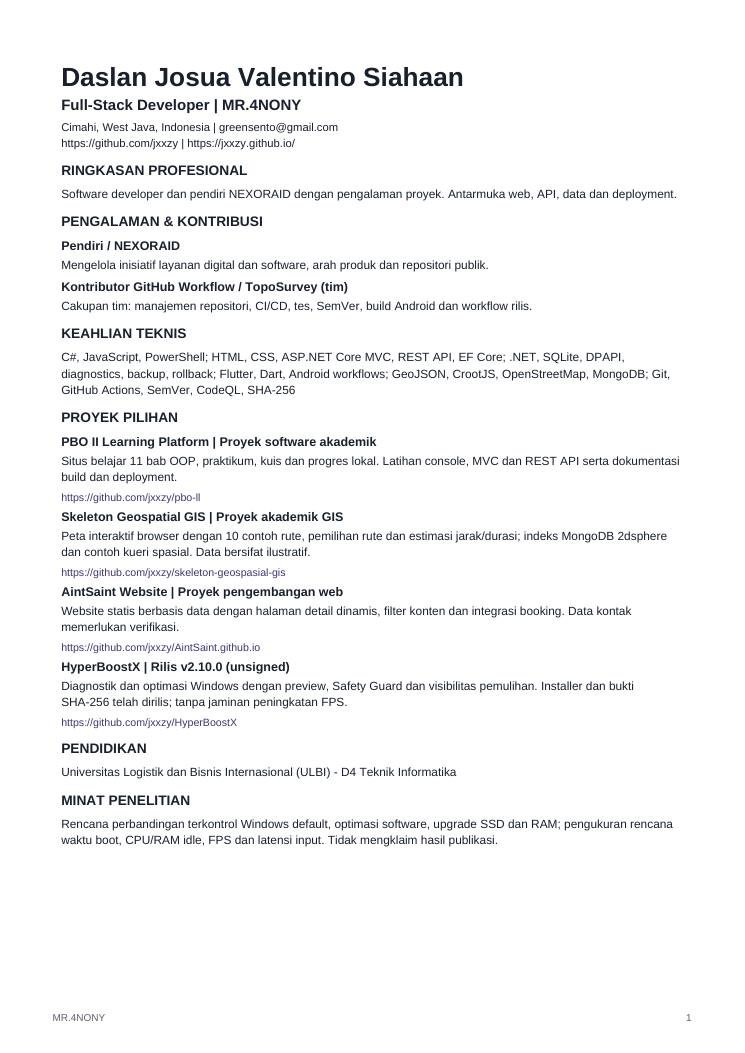 Daslan Josua Valentino Siahaan
Full-Stack Developer | MR.4NONY
Cimahi, West Java, Indonesia | greensento@gmail.com
https://github.com/jxxzy | https://jxxzy.github.io/
RINGKASAN PROFESIONAL
Software developer dan pendiri NEXORAID dengan pengalaman proyek. Antarmuka web, API, data dan deployment.
PENGALAMAN & KONTRIBUSI
Pendiri / NEXORAID
Mengelola inisiatif layanan digital dan software, arah produk dan repositori publik.
Kontributor GitHub Workflow / TopoSurvey (tim)
Cakupan tim: manajemen repositori, CI/CD, tes, SemVer, build Android dan workflow rilis.
KEAHLIAN TEKNIS
C#, JavaScript, PowerShell; HTML, CSS, ASP.NET Core MVC, REST API, EF Core; .NET, SQLite, DPAPI,
diagnostics, backup, rollback; Flutter, Dart, Android workflows; GeoJSON, CrootJS, OpenStreetMap, MongoDB; Git,
GitHub Actions, SemVer, CodeQL, SHA-256
PROYEK PILIHAN
PBO II Learning Platform | Proyek software akademik
Situs belajar 11 bab OOP, praktikum, kuis dan progres lokal. Latihan console, MVC dan REST API serta dokumentasi
build dan deployment.
https://github.com/jxxzy/pbo-ll
Skeleton Geospatial GIS | Proyek akademik GIS
Peta interaktif browser dengan 10 contoh rute, pemilihan rute dan estimasi jarak/durasi; indeks MongoDB 2dsphere
dan contoh kueri spasial. Data bersifat ilustratif.
https://github.com/jxxzy/skeleton-geospasial-gis
AintSaint Website | Proyek pengembangan web
Website statis berbasis data dengan halaman detail dinamis, filter konten dan integrasi booking. Data kontak
memerlukan verifikasi.
https://github.com/jxxzy/AintSaint.github.io
HyperBoostX | Rilis v2.10.0 (unsigned)
Diagnostik dan optimasi Windows dengan preview, Safety Guard dan visibilitas pemulihan. Installer dan bukti
SHA-256 telah dirilis; tanpa jaminan peningkatan FPS.
https://github.com/jxxzy/HyperBoostX
PENDIDIKAN
Universitas Logistik dan Bisnis Internasional (ULBI) - D4 Teknik Informatika
MINAT PENELITIAN
Rencana perbandingan terkontrol Windows default, optimasi software, upgrade SSD dan RAM; pengukuran rencana
waktu boot, CPU/RAM idle, FPS dan latensi input. Tidak mengklaim hasil publikasi.
MR.4NONY
1